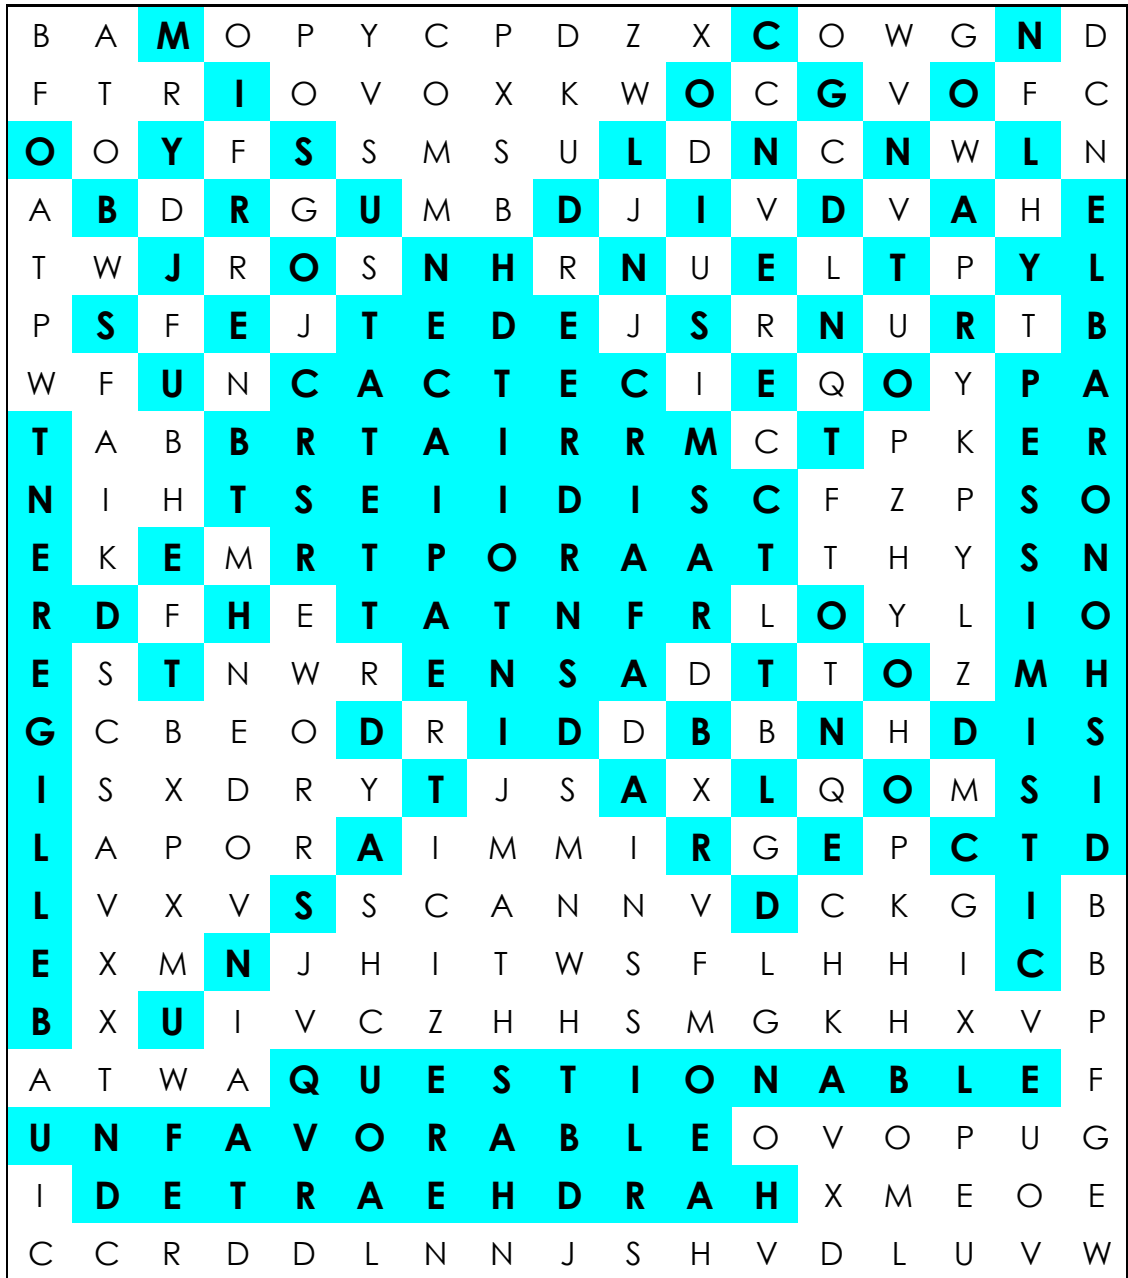 B A M O P Y C P D Z X C O W G N D
F T R I O V O X K W O C G V O F C
O O Y F S S M S U L D N C N W L N
A B D R G U M B D J I V D V A H E
T W J R O S N H R N U E L T P Y L
P S F E J T E D E J S R N U R T B
W F U N C A C T E C I E Q O Y P A
T A B B R T A I R R M C T P K E R
N I H T S E I I D I S C F Z P S O
E K E M R T P O R A A T T H Y S N
R D F H E T A T N F R L O Y L I O
E S T N W R E N S A D T T O Z M H
G C B E O D R I D D B B N H D I S
I S X D R Y T J S A X L Q O M S I
L A P O R A I M M I R G E P C T D
L V X V S S C A N N V D C K G I B
E X M N J H I T W S F L H H I C B
B X U I V C Z H H S M G K H X V P
A T W A Q U E S T I O N A B L E F
U N F A V O R A B L E O V O P U G
I D E T R A E H D R A H X M E O E
C C R D D L N N J S H V D L U V W